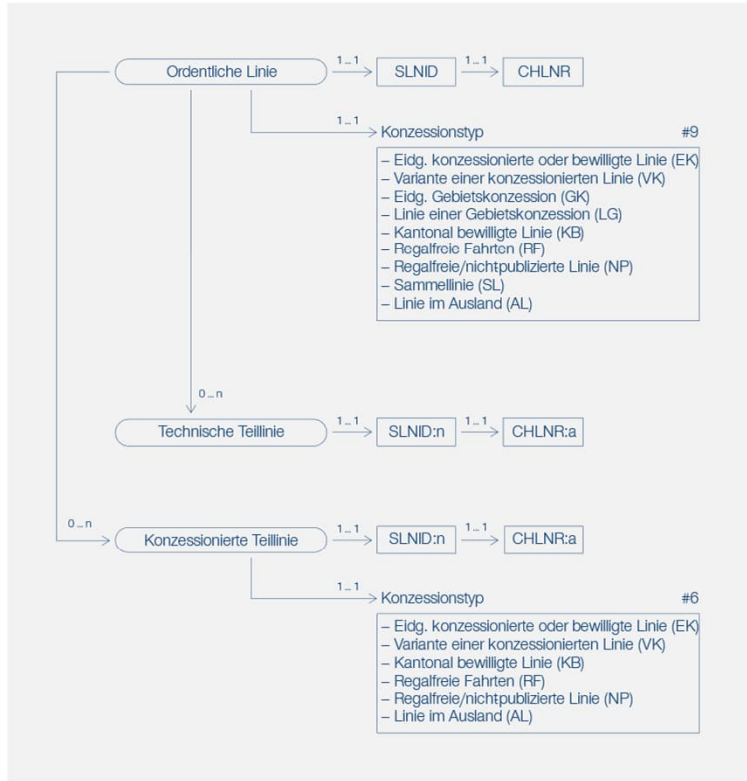 Ordentliche Linie 1...1 SLNID 1...1 CHLNR
1...1 Konzessionstyp #9
– Eidg. konzessionierte oder bewilligte Linie (EK)
– Variante einer konzessionierten Linie (VK)
– Eidg. Gebietskonzession (GK)
– Linie einer Gebietskonzession (LG)
– Kantonal bewilligte Linie (KB)
– Regalfreie Fahrten (RF)
– Regalfreie/nichtpublizierte Linie (NP)
– Sammellinie (SL)
– Linie im Ausland (AL)
0...n
Technische Teillinie 1...1 SLNID:n 1...1 CHLNR:a
0...n
Konzessionierte Teillinie 1...1 SLNID:n 1...1 CHLNR:a
1...1 Konzessionstyp #6
– Eidg. konzessionierte oder bewilligte Linie (EK)
– Variante einer konzessionierten Linie (VK)
– Kantonal bewilligte Linie (KB)
– Regalfreie Fahrten (RF)
– Regalfreie/nichtpublizierte Linie (NP)
– Linie im Ausland (AL)